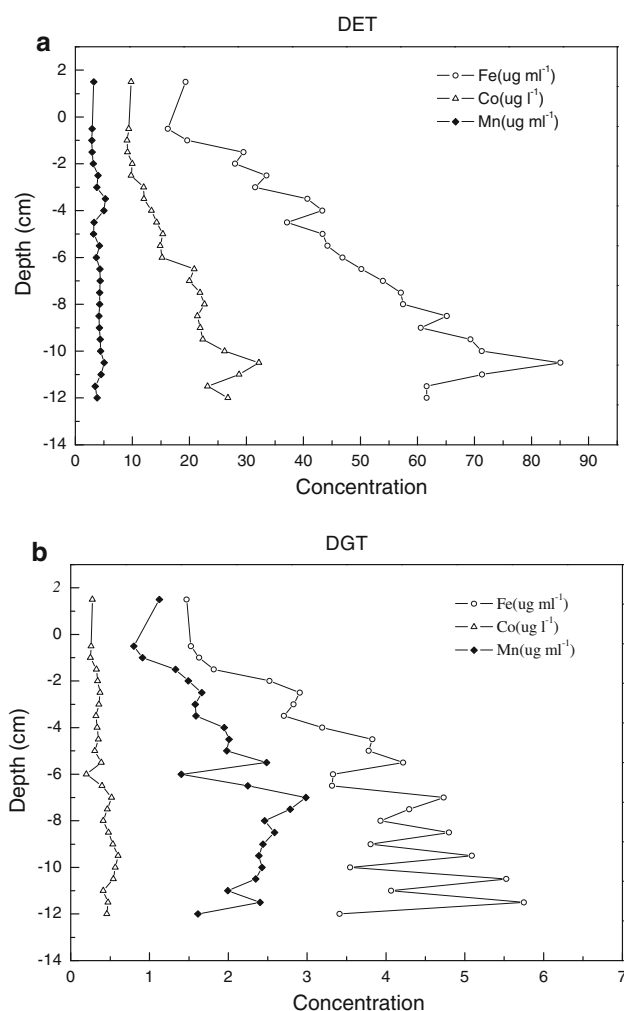 a
DET
2
0
-2
-4
-6
-8
-10
-12
-14
Depth (cm)
Fe(ug ml⁻¹)
Co(ug l⁻¹)
Mn(ug ml⁻¹)
0 10 20 30 40 50 60 70 80 90
Concentration
b
DGT
2
0
-2
-4
-6
-8
-10
-12
-14
Depth (cm)
Fe(ug ml⁻¹)
Co(ug l⁻¹)
Mn(ug ml⁻¹)
0 1 2 3 4 5 6 7
Concentration